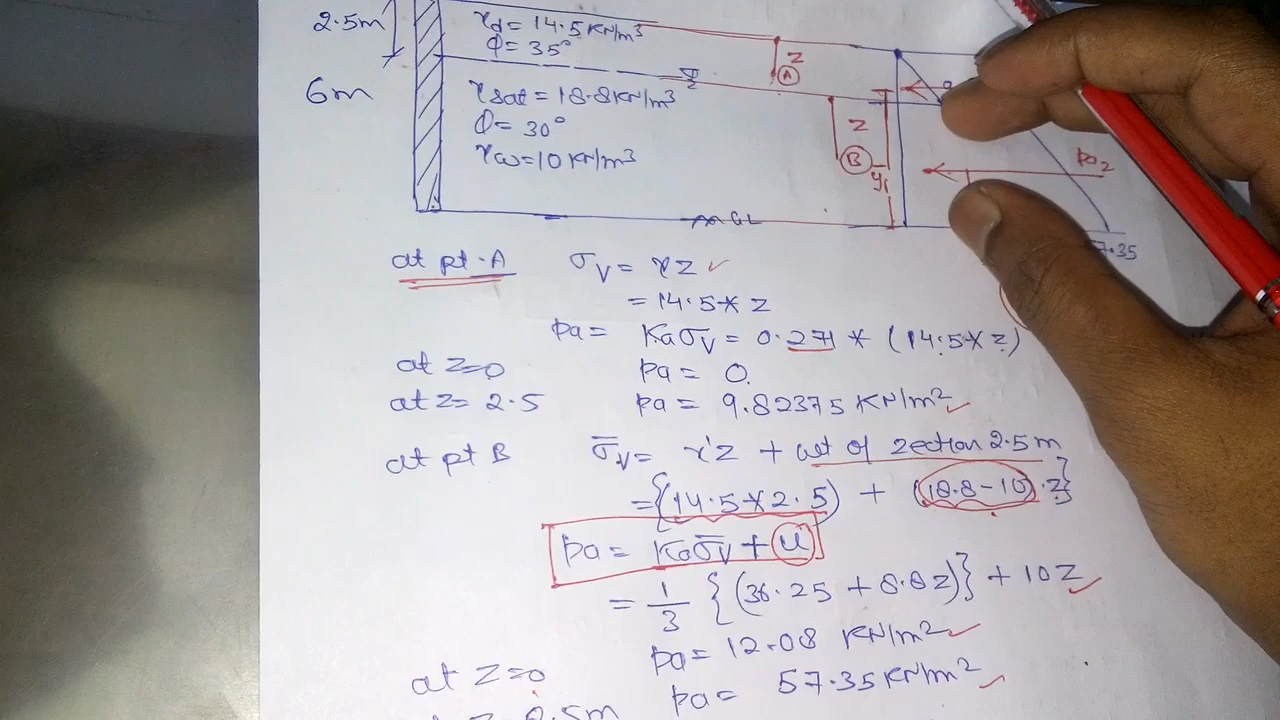 2.5m
γd = 14.5 KN/m³
Φ = 35°
Z
A
6m
γsat = 18.8 KN/m³
Φ = 30°
γw = 10 KN/m³
Z
B
y₁
pa₂
GL
57.35
at pt-A σv = γZ ✓
= 14.5 * Z
pa = Kaσv = 0.271 * (14.5 * Z)
at Z=0 pa = 0.
at Z= 2.5 pa = 9.82375 KN/m² ✓
at pt B σ̅v = γ'Z + wt of section 2.5m
= {(14.5 * 2.5) + (18.8-10).Z}
pa = Kaσ̅v + u
= 1/3 {(36.25 + 8.8Z)} + 10Z ✓
at Z=0 pa = 12.08 KN/m² ✓
pa = 57.35 KN/m² ✓